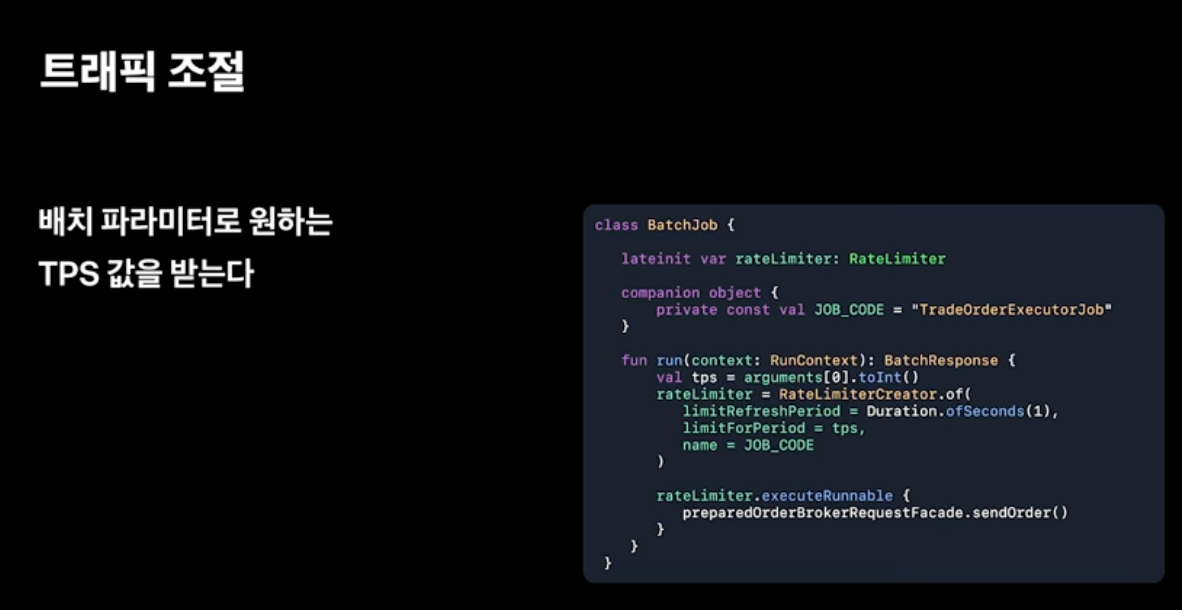 트래픽 조절
배치 파라미터로 원하는
TPS 값을 받는다
class BatchJob {
lateinit var rateLimiter: RateLimiter
companion object {
private const val JOB_CODE = "TradeOrderExecutorJob"
}
fun run(context: RunContext): BatchResponse {
val tps = arguments[0].toInt()
rateLimiter = RateLimiterCreator.of(
limitRefreshPeriod = Duration.ofSeconds(1),
limitForPeriod = tps,
name = JOB_CODE
)
rateLimiter.executeRunnable {
preparedOrderBrokerRequestFacade.sendOrder()
}
}
}